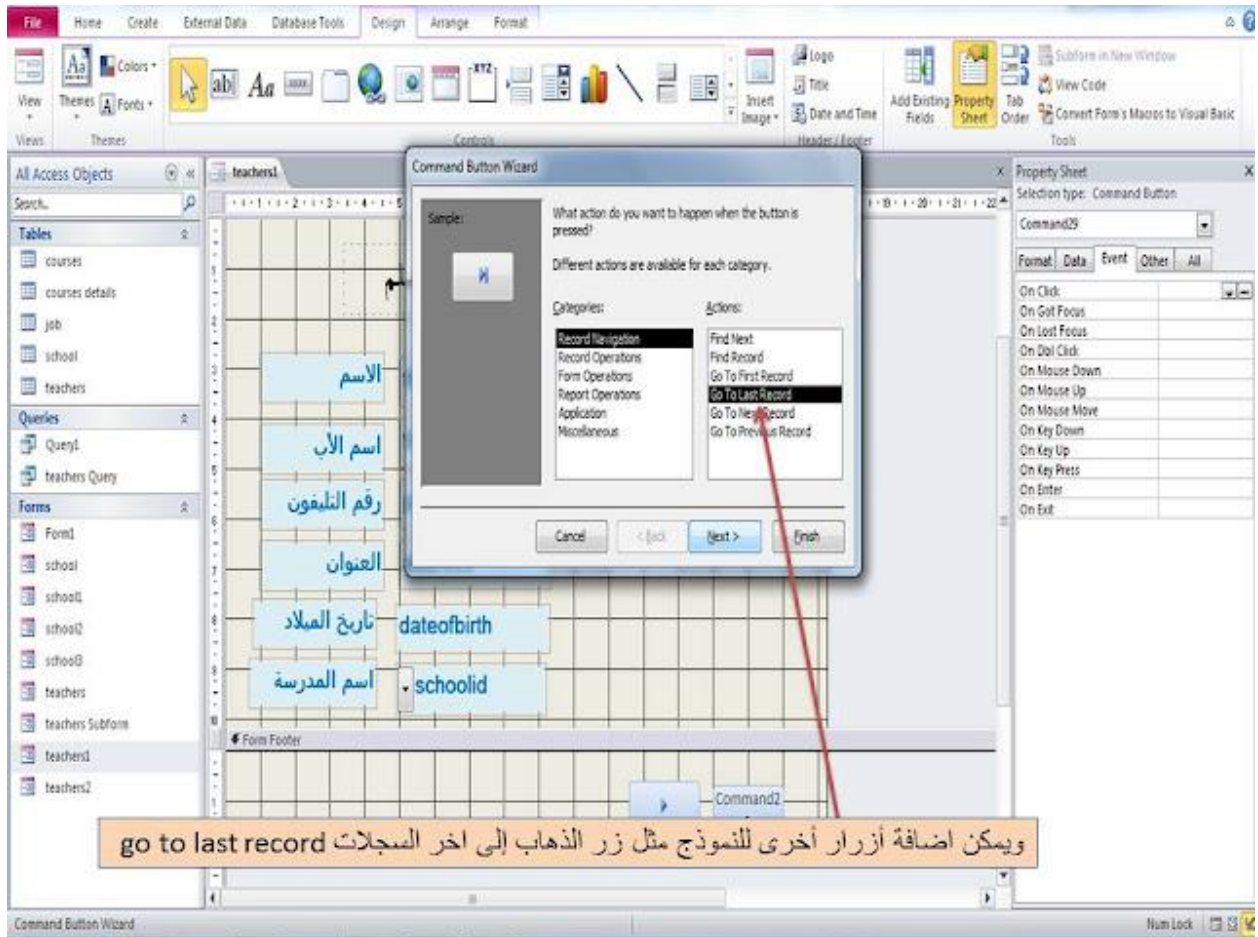 File Home Create External Data Database Tools Design Arrange Format
Logo
Subform in New Window
Colors
Title
View Code
View Themes Fonts
Insert Image
Date and Time
Add Existing Fields
Property Sheet
Tab Order
Convert Form's Macros to Visual Basic
Views Themes Controls Header / Footer Tools
All Access Objects
Search..
Tables
courses
courses details
job
school
teachers
Queries
Query1
teachers Query
Forms
Form1
school
school1
school2
school3
teachers
teachers Subform
teachers1
teachers2
teachers1
الاسم
اسم الأب
رقم التليفون
العنوان
تاريخ الميلاد dateofbirth
اسم المدرسة schoolid
Form Footer
Command2
Command Button Wizard
Sample:
What action do you want to happen when the button is
pressed?
Different actions are available for each category.
Categories: Actions:
Record Navigation
Record Operations
Form Operations
Report Operations
Application
Miscellaneous
Find Next
Find Record
Go To First Record
Go To Last Record
Go To Next Record
Go To Previous Record
Cancel < Back Next > Finish
Property Sheet
Selection type: Command Button
Command29
Format Data Event Other All
On Click
On Got Focus
On Lost Focus
On Dbl Click
On Mouse Down
On Mouse Up
On Mouse Move
On Key Down
On Key Up
On Key Press
On Enter
On Exit
ويمكن اضافة أزرار أخرى للنموذج مثل زر الذهاب إلى اخر السجلات go to last record
Command Button Wizard Num Lock